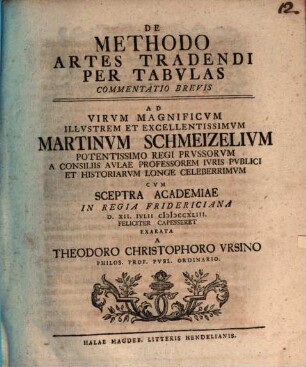 12.
DE
METHODO
ARTES TRADENDI
PER TABVLAS
COMMENTATIO BREVIS
AD
VIRVM MAGNIFICVM
ILLVSTREM ET EXCELLENTISSIMVM
MARTINVM SCHMEIZELIVM
POTENTISSIMO REGI PRVSSORVM
A CONSILIIS AVLAE PROFESSOREM IVRIS PVBLICI
ET HISTORIARVM LONGE CELEBERRIMVM
CVM
SCEPTRA ACADEMIAE
IN REGIA FRIDERICIANA
D. XII. IVLII cIɔIɔccXLIII.
FELICITER CAPESSERET
EXARATA
A
THEODORO CHRISTOPHORO VRSINO
PHILOS. PROF. PVBL. ORDINARIO.
HALAE MAGDEB. LITTERIS HENDELIANIS.